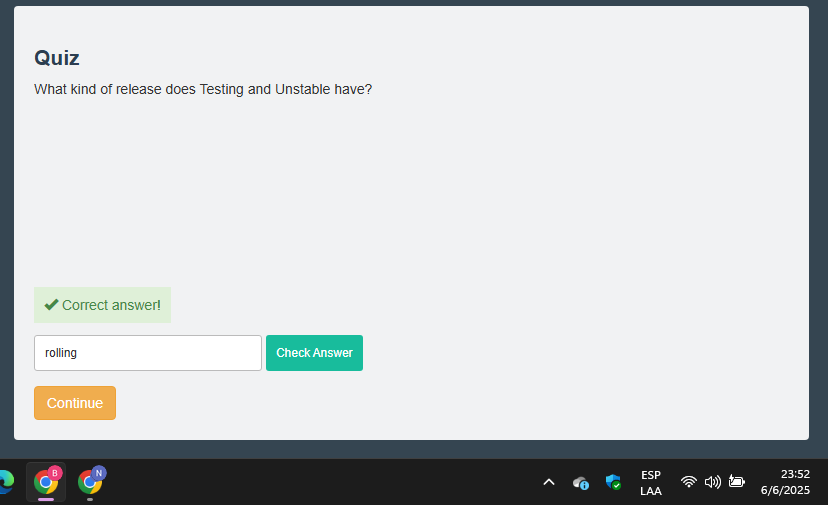 Quiz
What kind of release does Testing and Unstable have?
Correct answer!
rolling
Check Answer
Continue
B
N
ESP
LAA
23:52
6/6/2025